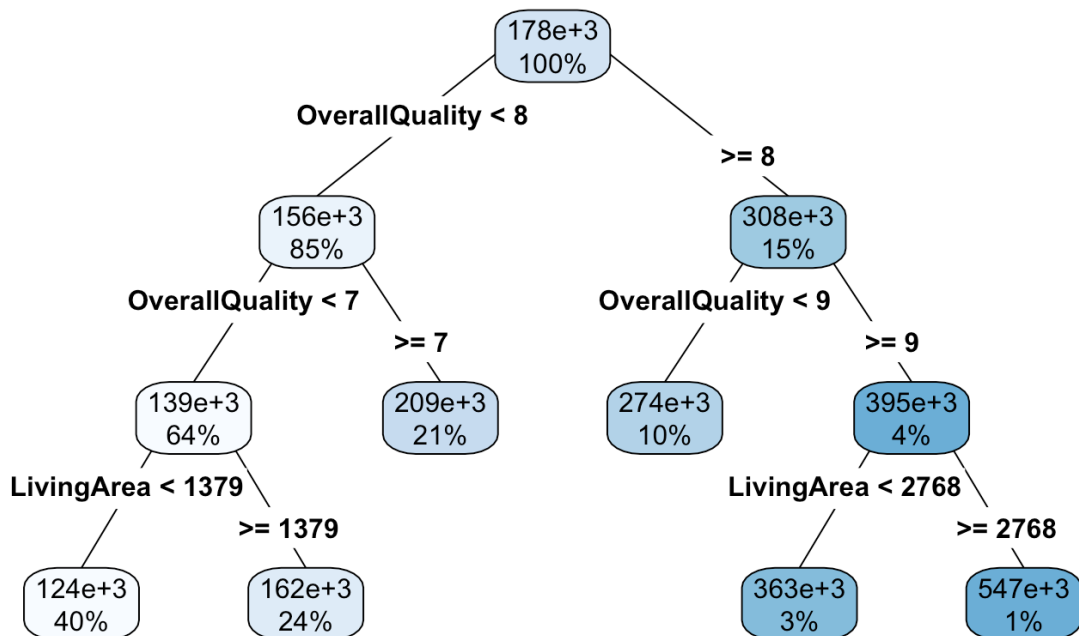 178e+3
100%
OverallQuality < 8
>= 8
156e+3
85%
308e+3
15%
OverallQuality < 7
>= 7
OverallQuality < 9
>= 9
139e+3
64%
209e+3
21%
274e+3
10%
395e+3
4%
LivingArea < 1379
>= 1379
LivingArea < 2768
>= 2768
124e+3
40%
162e+3
24%
363e+3
3%
547e+3
1%